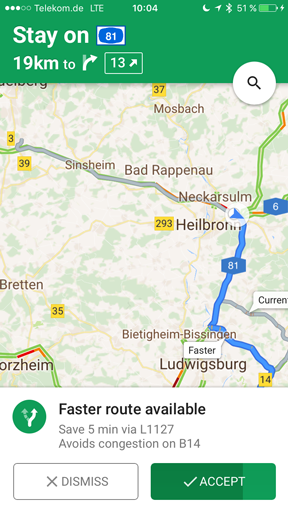 Telekom.de LTE 10:04 51 %
Stay on 81
19km to 13
37
Mosbach
3
39
Sinsheim
Bad Rappenau
Neckarsulm
6
293
Heilbronn
81
Bretten
35
Current
Bietigheim-Bissingen
Faster
orzheim
Ludwigsburg
14
Faster route available
Save 5 min via L1127
Avoids congestion on B14
DISMISS
ACCEPT